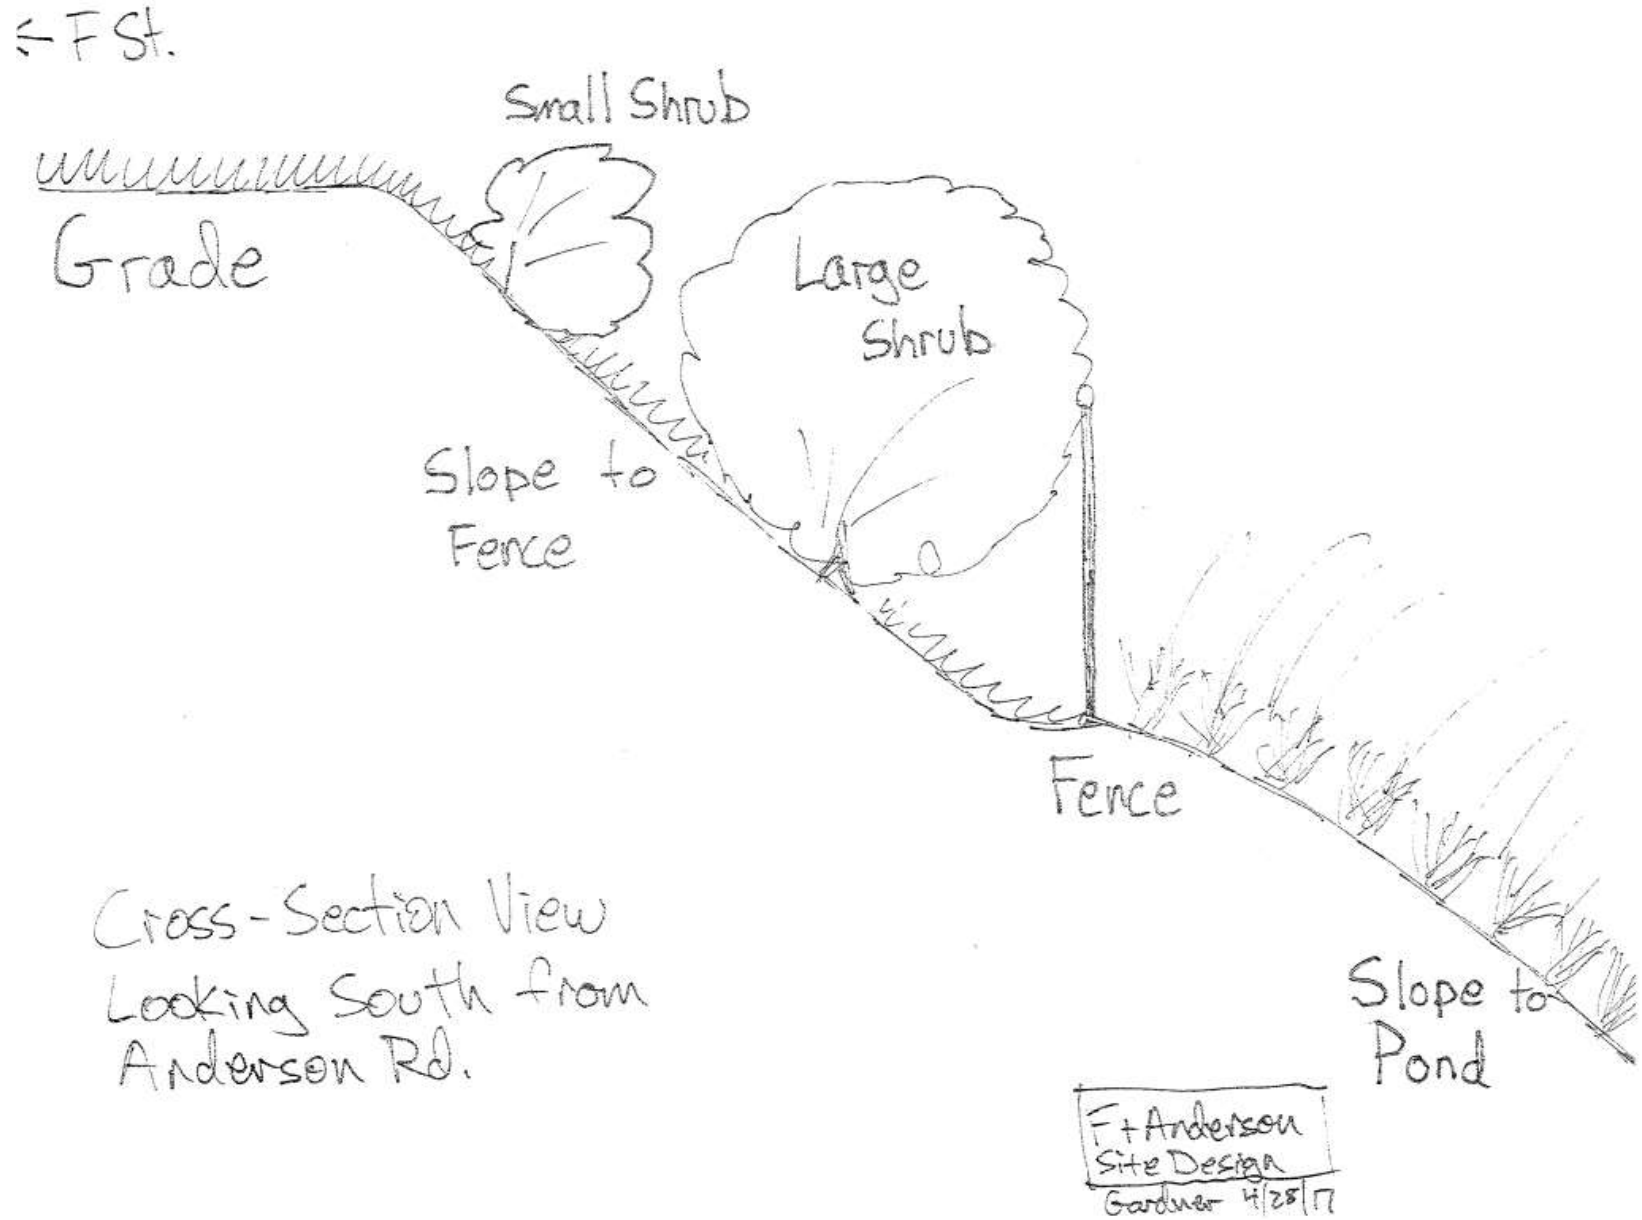 ← F St.
Small Shrub
Grade
Large
Shrub
Slope to
Fence
Fence
Cross-Section View
Looking South from
Anderson Rd.
Slope to
Pond
F + Anderson
Site Design
Gardner 4/28/17